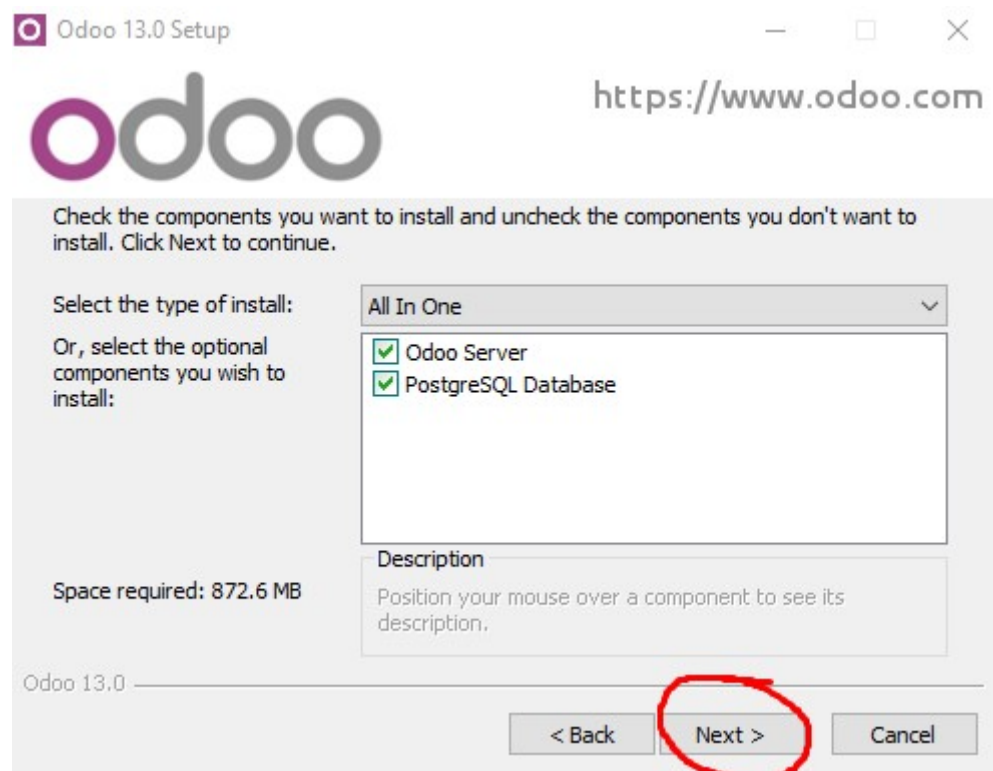 Odoo 13.0 Setup
odoo
https://www.odoo.com
Check the components you want to install and uncheck the components you don't want to
install. Click Next to continue.
Select the type of install:
All In One
Or, select the optional
components you wish to
install:
Odoo Server
PostgreSQL Database
Space required: 872.6 MB
Description
Position your mouse over a component to see its
description.
Odoo 13.0
< Back
Next >
Cancel